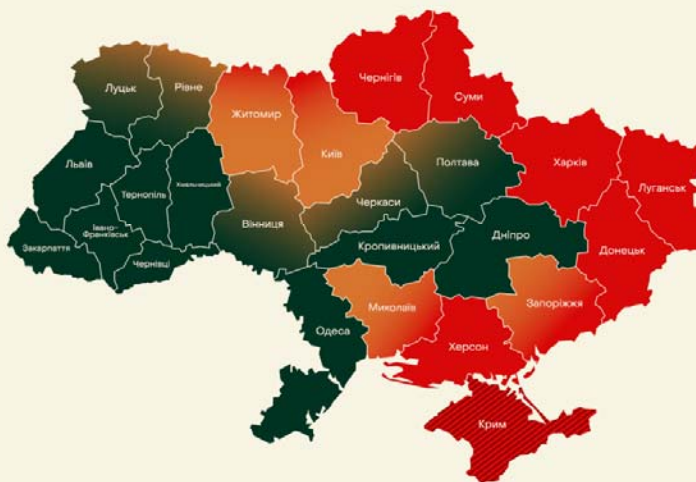 Чернігів
Луцьк
Рівне
Суми
Житомир
Київ
Полтава
Харків
Львів
Луганськ
Тернопіль
Хмельницький
Черкаси
Вінниця
Дніпро
Івано-
Франківськ
Закарпаття
Кропивницький
Донецьк
Чернівці
Миколаїв
Запоріжжя
Одеса
Херсон
Крим